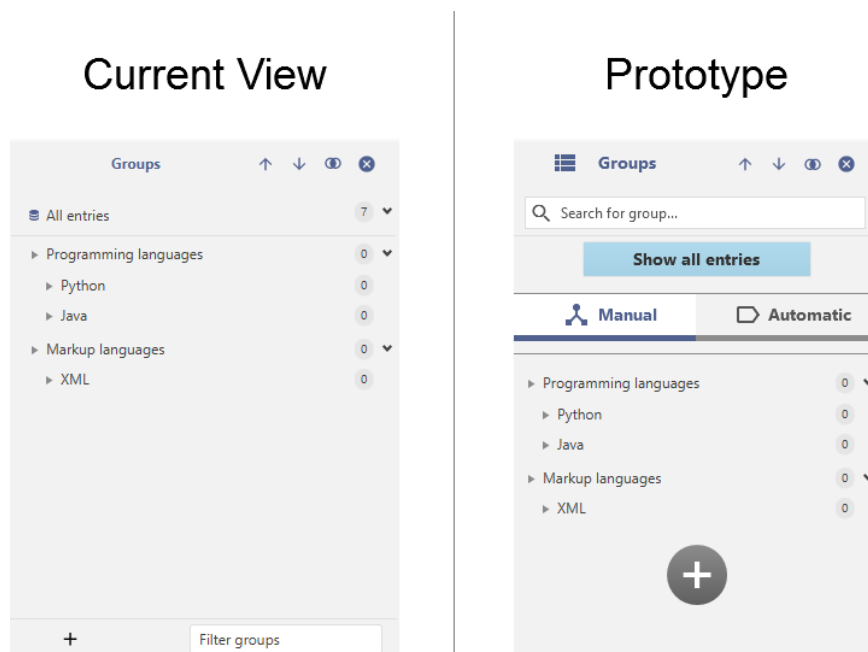 Current View
Groups
All entries 7
Programming languages 0
Python 0
Java 0
Markup languages 0
XML 0
+ Filter groups
Prototype
Groups
Search for group...
Show all entries
Manual Automatic
Programming languages 0
Python 0
Java 0
Markup languages 0
XML 0
+